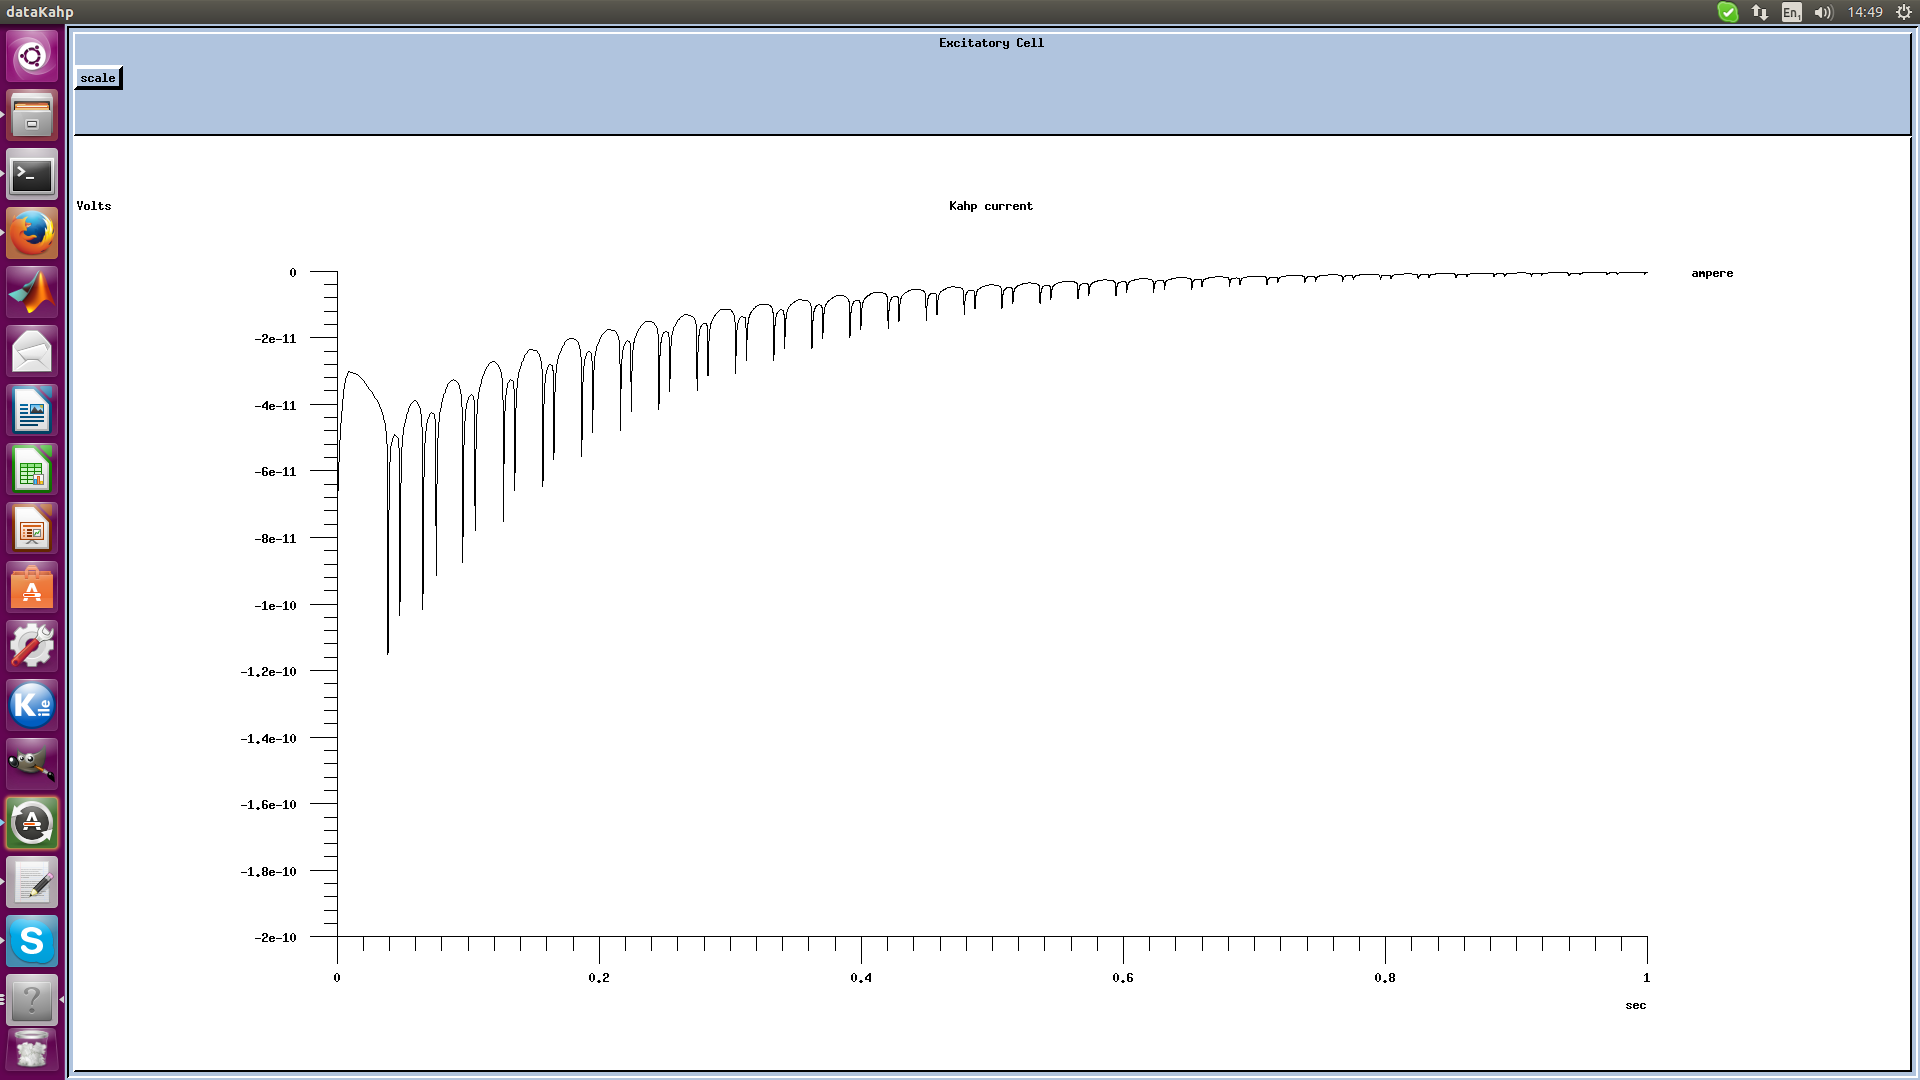 dataKahp
En1
14:49
Excitatory Cell
scale
Volts
Kahp current
0
ampere
-2e-11
-4e-11
-6e-11
-8e-11
-1e-10
-1.2e-10
-1.4e-10
-1.6e-10
-1.8e-10
-2e-10
0 0.2 0.4 0.6 0.8 1
sec
K ile
S
?